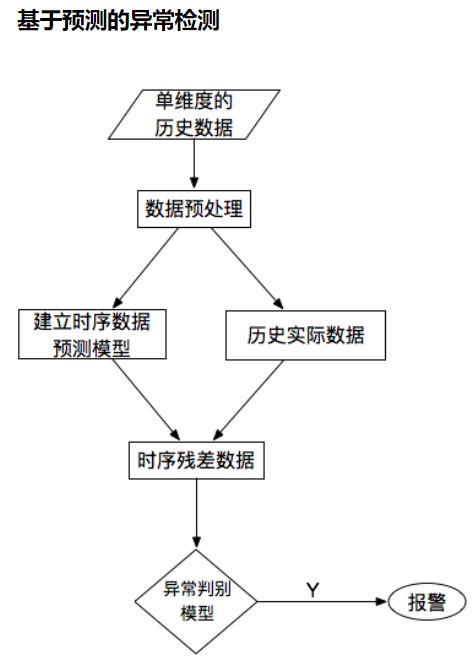 基于预测的异常检测
单维度的
历史数据
数据预处理
建立时序数据
预测模型
历史实际数据
时序残差数据
异常判别
模型
Y
报警